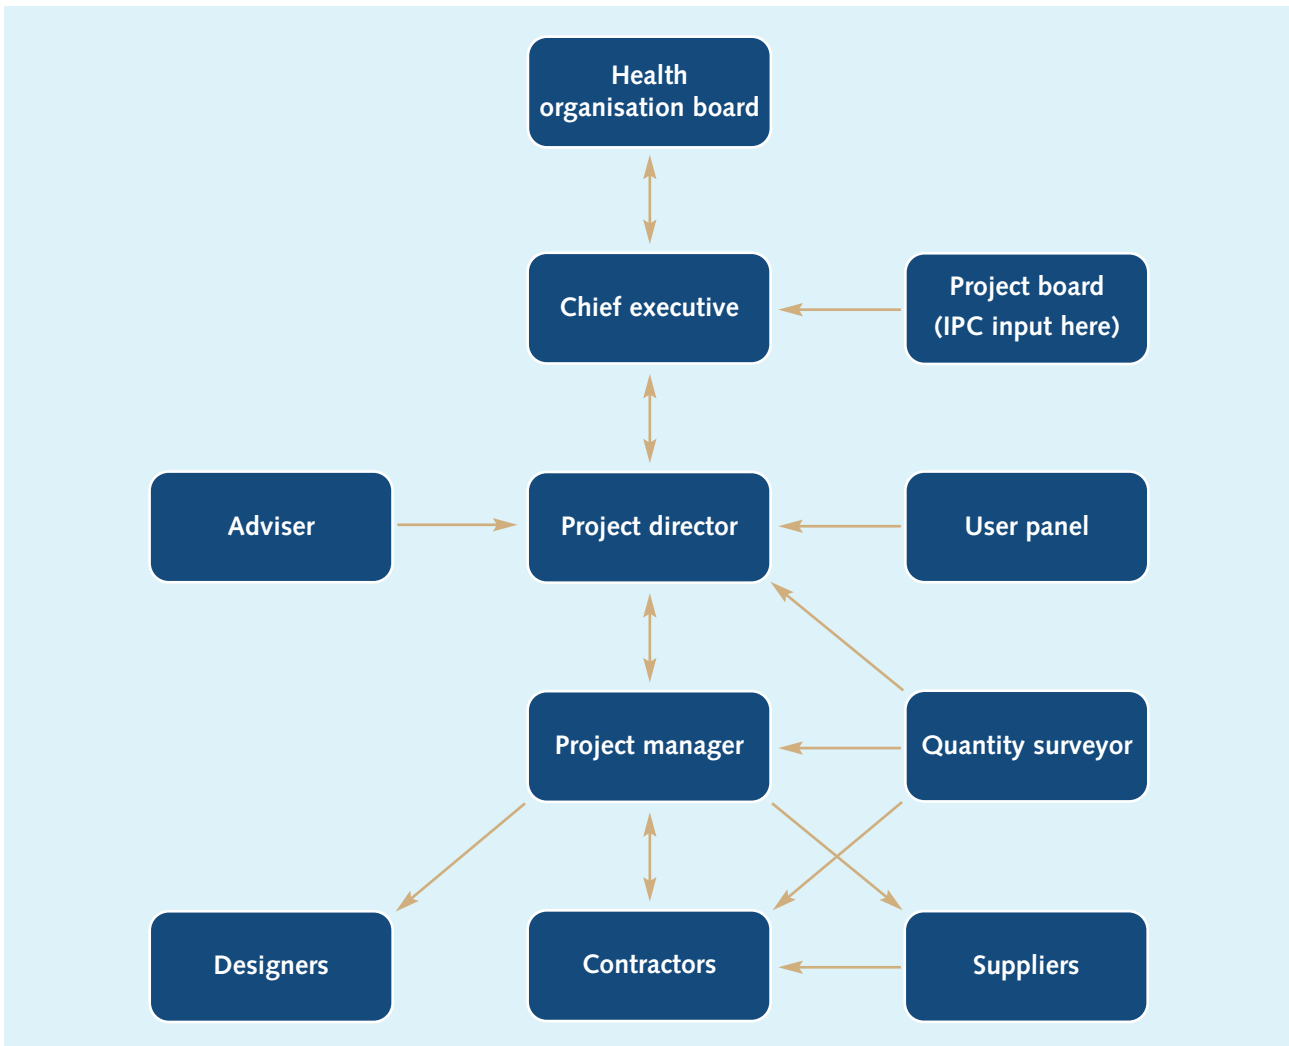 Health
organisation board
Chief executive
Project board
(IPC input here)
Adviser
Project director
User panel
Project manager
Quantity surveyor
Designers
Contractors
Suppliers